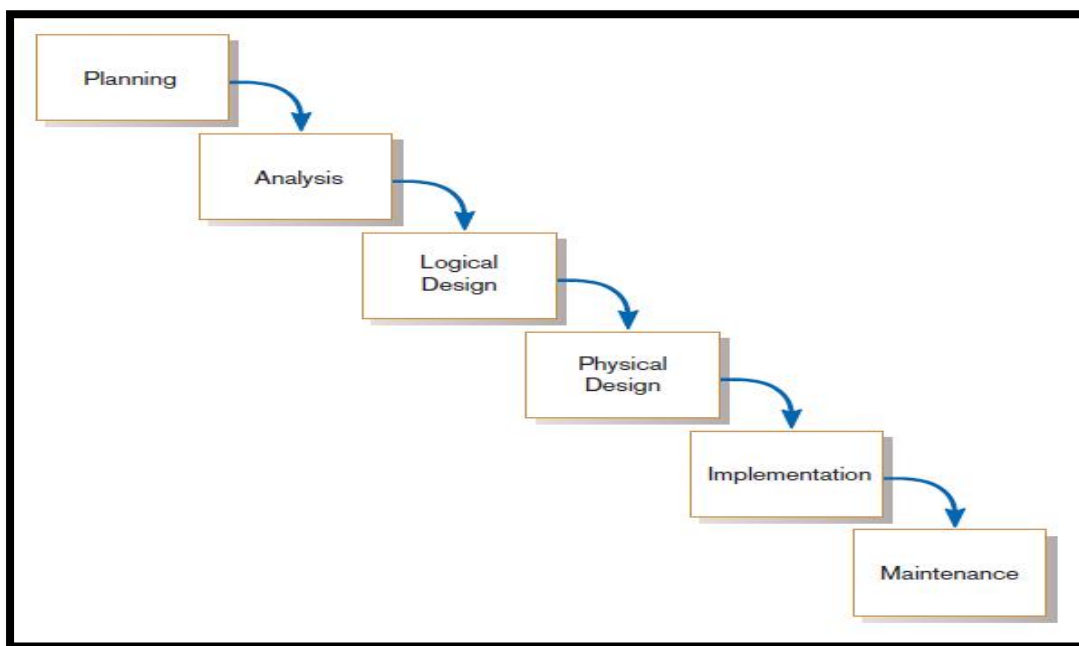 Planning
Analysis
Logical
Design
Physical
Design
Implementation
Maintenance